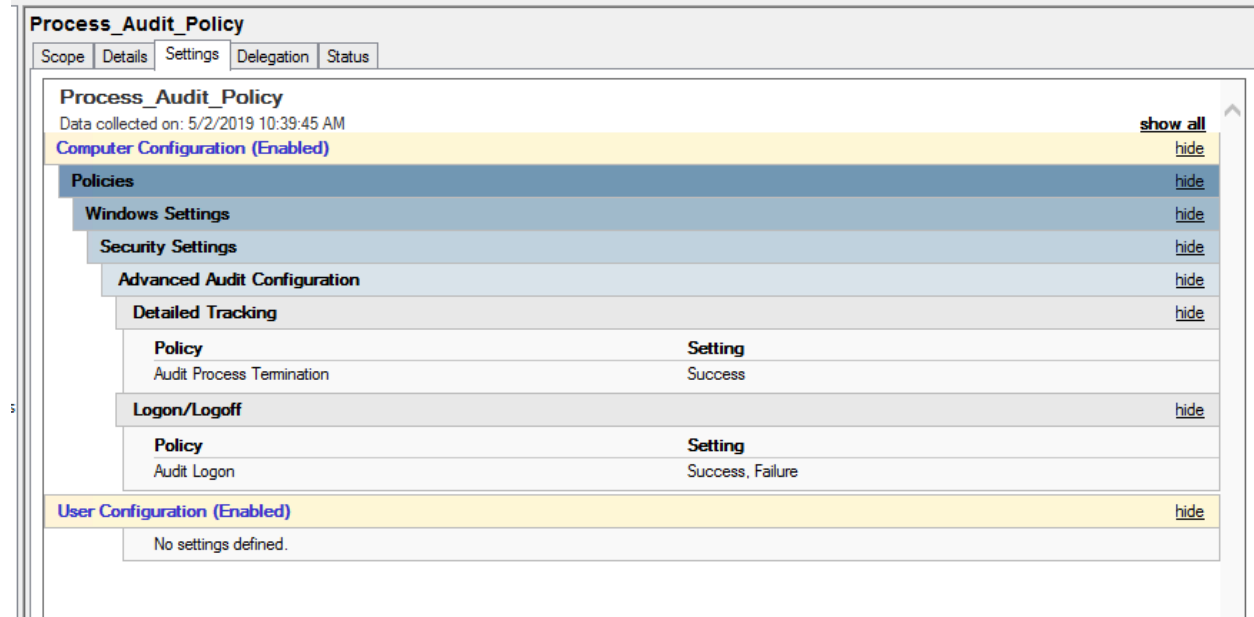 Process_Audit_Policy
Scope Details Settings Delegation Status
Process_Audit_Policy
Data collected on: 5/2/2019 10:39:45 AM show all
Computer Configuration (Enabled) hide
Policies hide
Windows Settings hide
Security Settings hide
Advanced Audit Configuration hide
Detailed Tracking hide
Policy Setting
Audit Process Termination Success
Logon/Logoff hide
Policy Setting
Audit Logon Success, Failure
User Configuration (Enabled) hide
No settings defined.